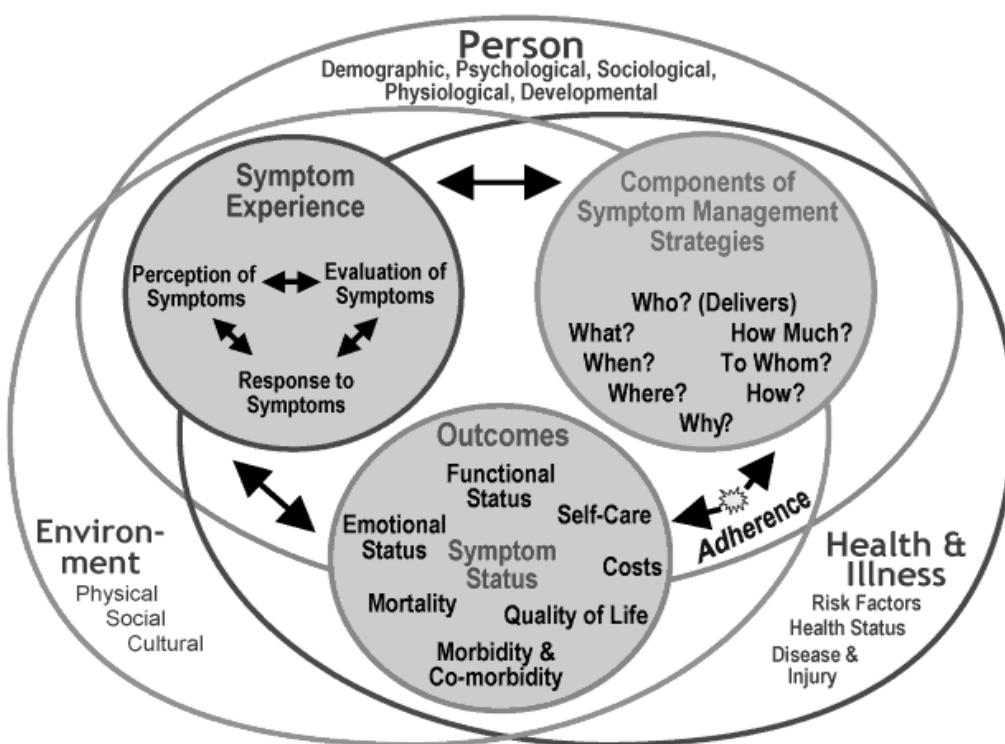 Person
Demographic, Psychological, Sociological,
Physiological, Developmental
Symptom
Experience
Perception of
Symptoms
Evaluation of
Symptoms
Response to
Symptoms
Components of
Symptom Management
Strategies
Who? (Delivers)
What?
How Much?
When?
To Whom?
Where?
How?
Why?
Outcomes
Functional
Status
Emotional
Status
Self-Care
Symptom
Status
Costs
Mortality
Quality of Life
Morbidity &
Co-morbidity
Adherence
Environ-
ment
Physical
Social
Cultural
Health &
Illness
Risk Factors
Health Status
Disease &
Injury